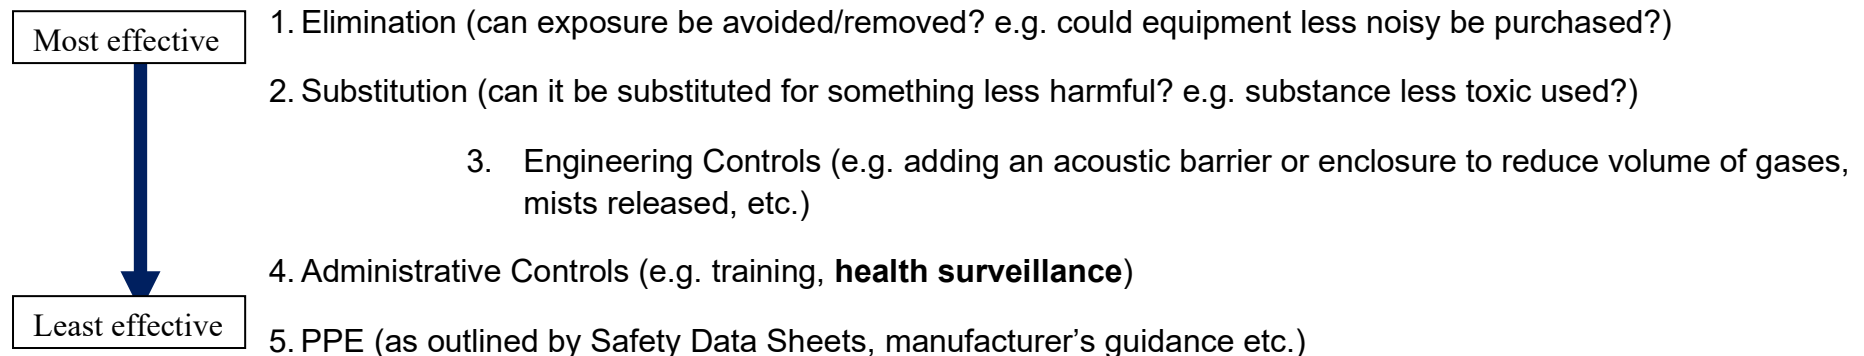 Most effective
1. Elimination (can exposure be avoided/removed? e.g. could equipment less noisy be purchased?)
2. Substitution (can it be substituted for something less harmful? e.g. substance less toxic used?)
3. Engineering Controls (e.g. adding an acoustic barrier or enclosure to reduce volume of gases,
mists released, etc.)
4. Administrative Controls (e.g. training, health surveillance)
Least effective
5. PPE (as outlined by Safety Data Sheets, manufacturer’s guidance etc.)